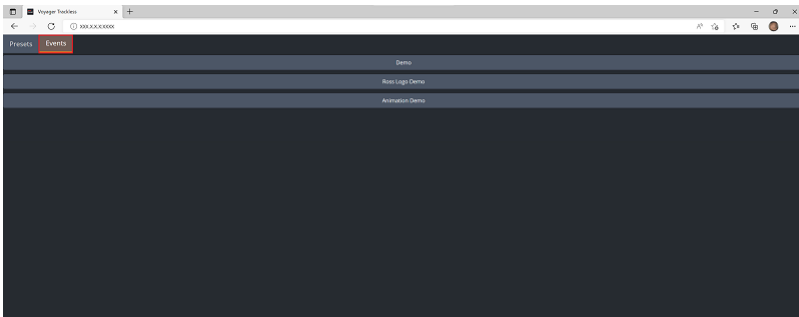 Voyager Trackless
xxx.x.x.x:xxxx
Presets Events
Demo
Ross Logo Demo
Animation Demo